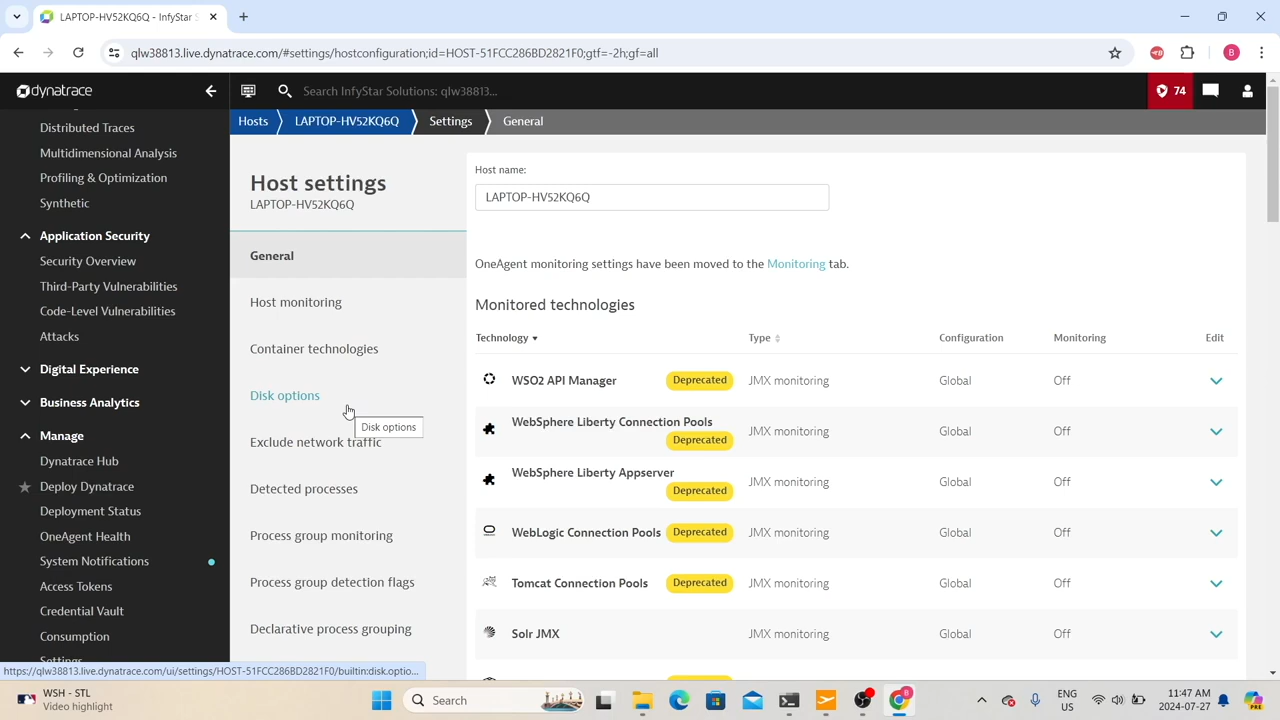 LAPTOP-HV52KQ6Q - InfyStar S
qlw38813.live.dynatrace.com/#settings/hostconfiguration;id=HOST-51FCC286BD2821F0;gtf=-2h;gf=all
B
dynatrace
Search InfyStar Solutions: qlw38813...
74
Hosts
LAPTOP-HV52KQ6Q
Settings
General
Distributed Traces
Multidimensional Analysis
Profiling & Optimization
Synthetic
Application Security
Security Overview
Third-Party Vulnerabilities
Code-Level Vulnerabilities
Attacks
Digital Experience
Business Analytics
Manage
Dynatrace Hub
Deploy Dynatrace
Deployment Status
OneAgent Health
System Notifications
Access Tokens
Credential Vault
Consumption
Settings
Host settings
LAPTOP-HV52KQ6Q
General
Host monitoring
Container technologies
Disk options
Disk options
Exclude network traffic
Detected processes
Process group monitoring
Process group detection flags
Declarative process grouping
Host name:
LAPTOP-HV52KQ6Q
OneAgent monitoring settings have been moved to the Monitoring tab.
Monitored technologies
Technology Type Configuration Monitoring Edit
WSO2 API Manager Deprecated JMX monitoring Global Off
WebSphere Liberty Connection Pools Deprecated JMX monitoring Global Off
WebSphere Liberty Appserver Deprecated JMX monitoring Global Off
WebLogic Connection Pools Deprecated JMX monitoring Global Off
Tomcat Connection Pools Deprecated JMX monitoring Global Off
Solr JMX JMX monitoring Global Off
https://qlw38813.live.dynatrace.com/ui/settings/HOST-51FCC286BD2821F0/builtin:disk.optio...
WSH - STL
Video highlight
Search
B
ENG
US
11:47 AM
2024-07-27
PRE